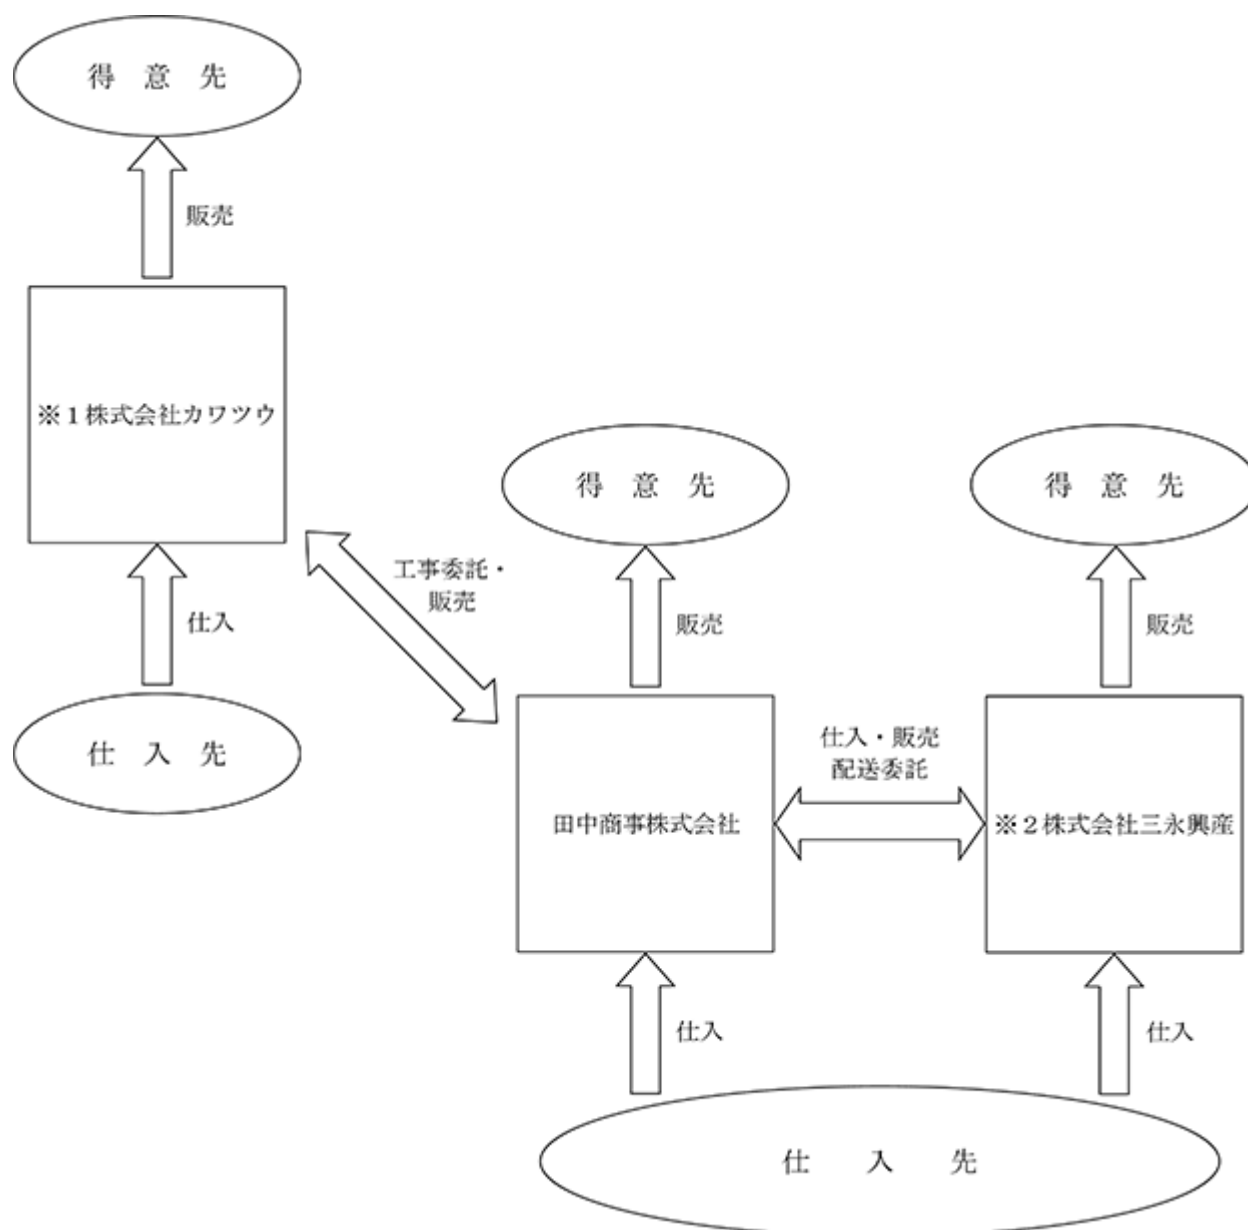 得 意 先
販売
※1株式会社カワツウ
仕入
仕 入 先
工事委託・
販売
得 意 先
販売
田中商事株式会社
仕入・販売
配送委託
得 意 先
販売
※2株式会社三永興産
仕入
仕入
仕 入 先